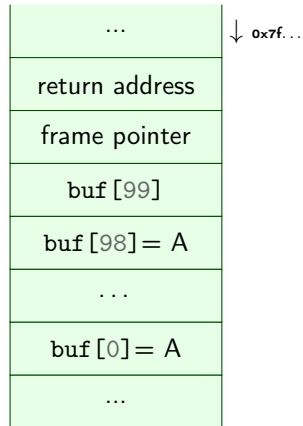 ...
↓ 0x7f...
return address
frame pointer
buf[99]
buf[98]= A
...
buf[0]= A
...